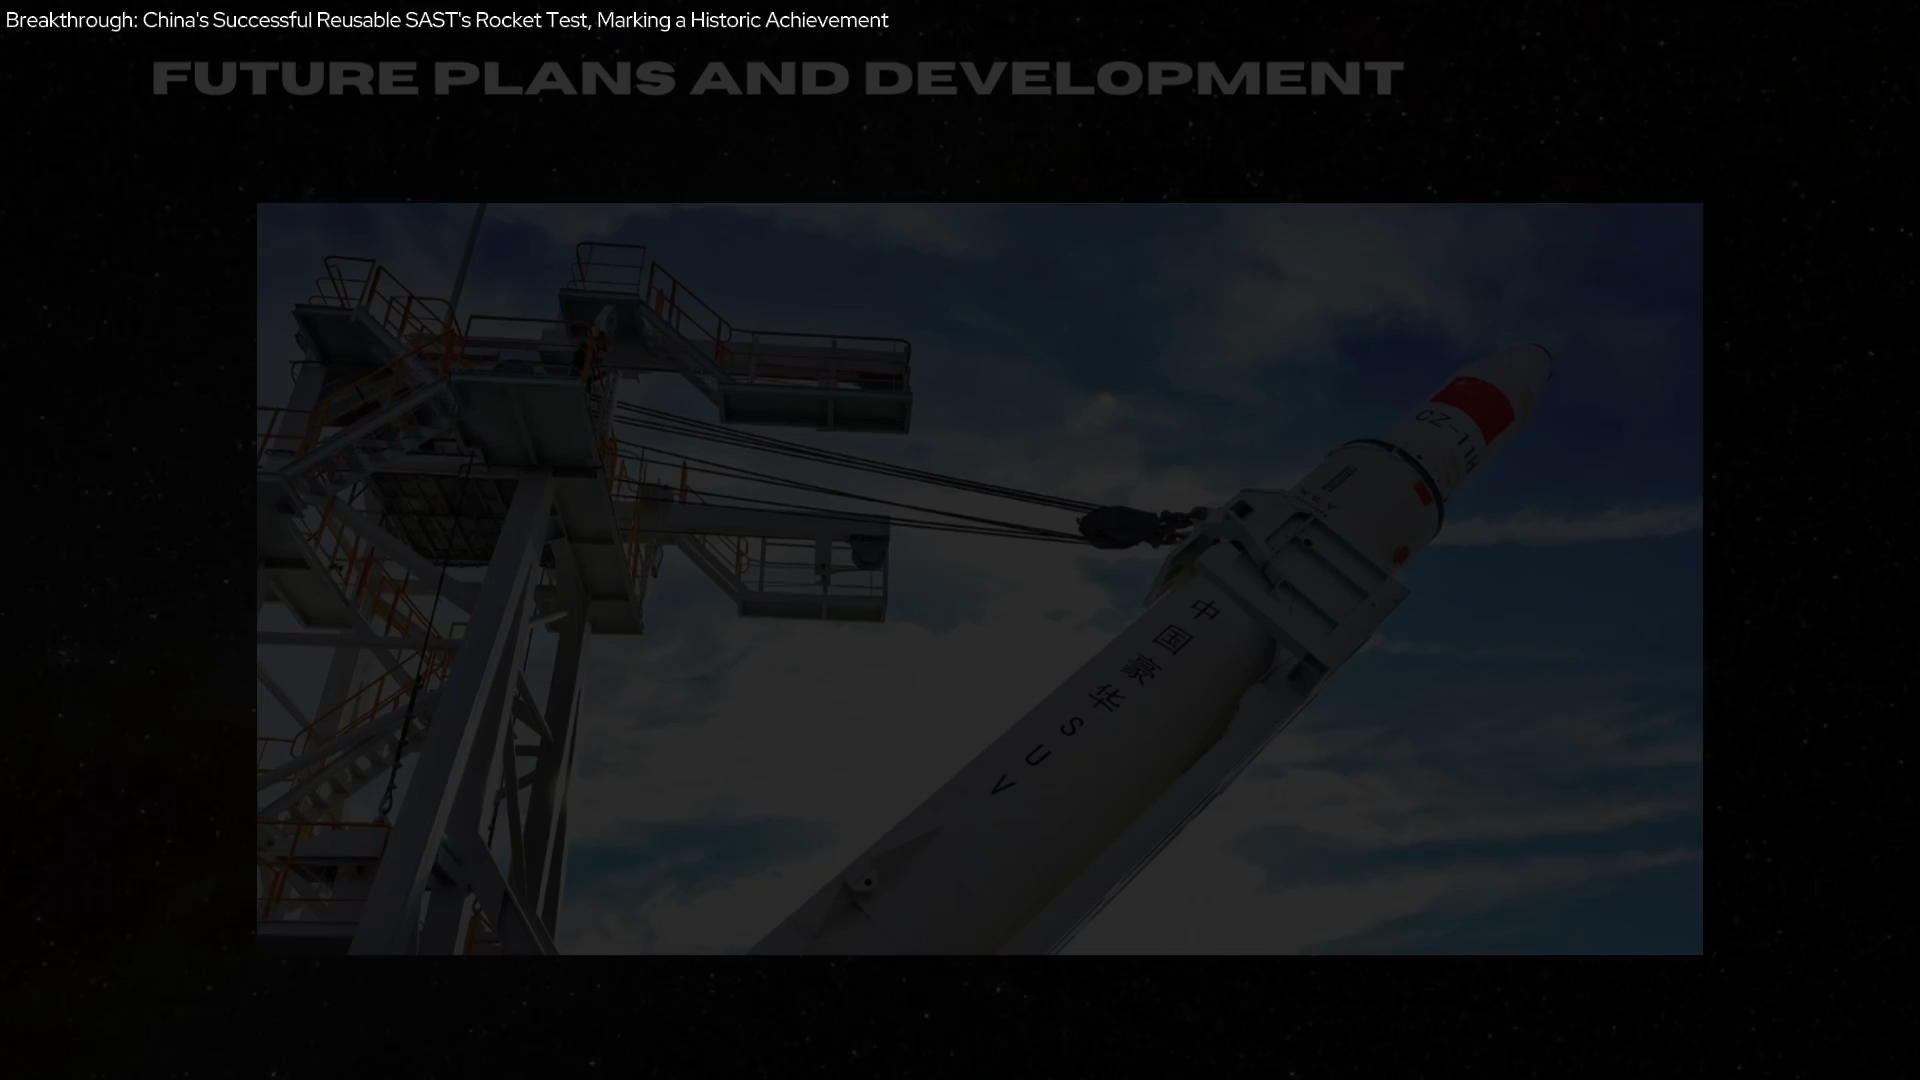 Breakthrough: China's Successful Reusable SAST's Rocket Test, Marking a Historic Achievement
FUTURE PLANS AND DEVELOPMENT
CZ-11H
中国豪华SUV